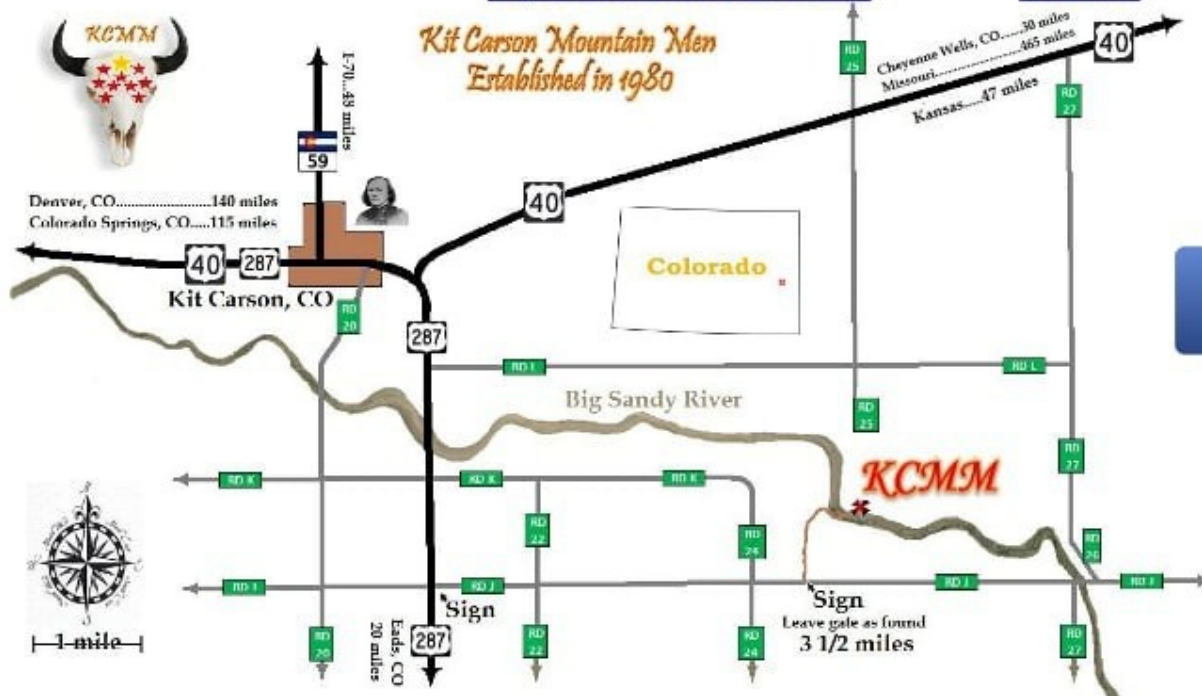 KCMM
Kit Carson Mountain Men
Established in 1980
I-70...48 miles
59
Denver, CO......................140 miles
Colorado Springs, CO.....115 miles
40
287
Kit Carson, CO
RD 20
287
40
Cheyenne Wells, CO.....30 miles
Missouri...................465 miles
Kansas.....47 miles
40
RD 25
RD 27
Colorado
RD L
RD L
RD 25
Big Sandy River
RD 27
KCMM
RD K
RD K
RD K
RD 22
RD 24
RD 26
RD J
RD J
RD J
Sign
Sign
Leave gate as found
3 1/2 miles
1 mile
RD 20
Eads, CO
20 miles
287
RD 22
RD 24
RD 27